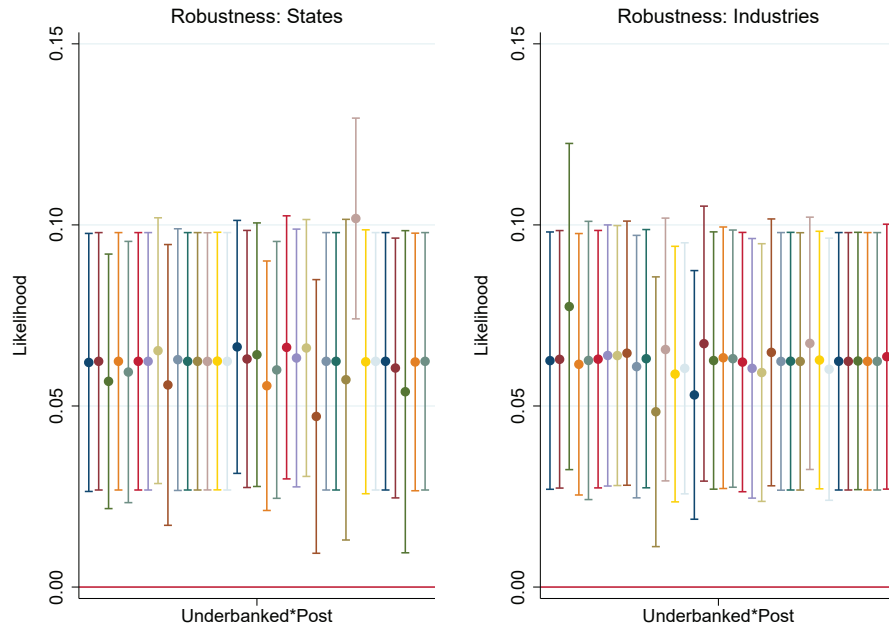 Robustness: States
Likelihood
0.15
0.10
0.05
0.00
Underbanked*Post
Robustness: Industries
Likelihood
0.15
0.10
0.05
0.00
Underbanked*Post